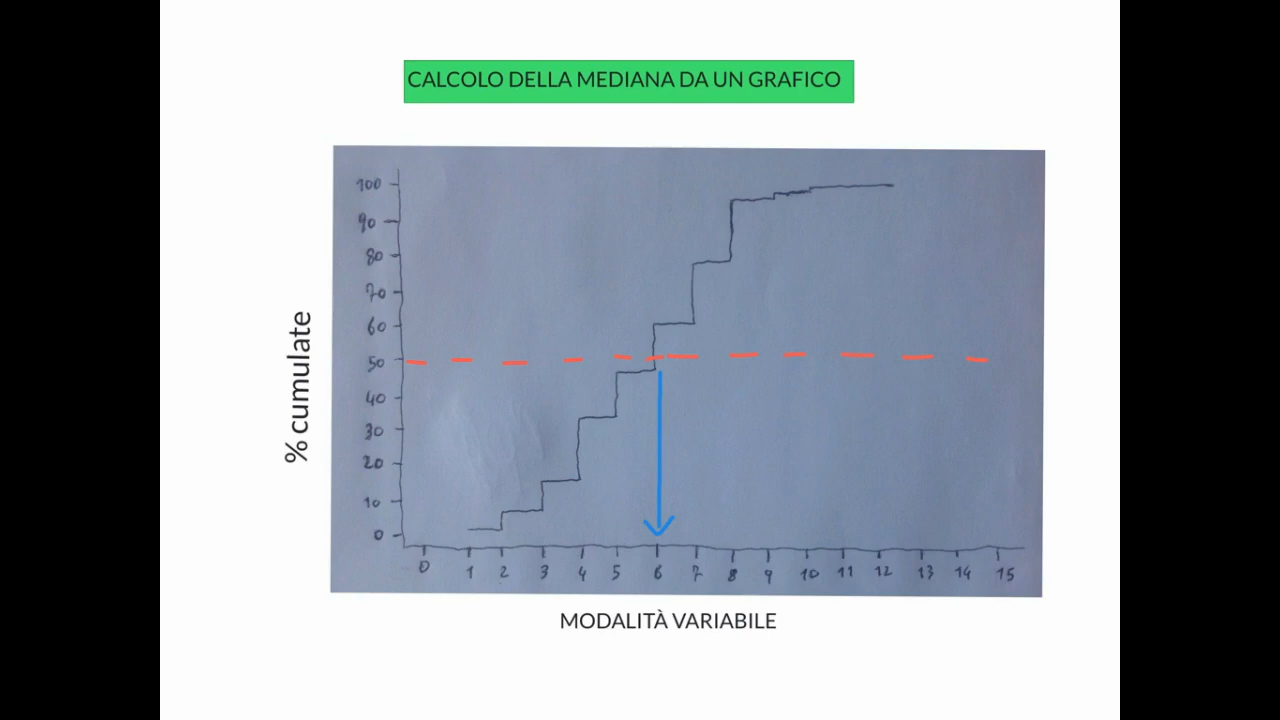 CALCOLO DELLA MEDIANA DA UN GRAFICO
% cumulate
100
90
80
70
60
50
40
30
20
10
0
0 1 2 3 4 5 6 7 8 9 10 11 12 13 14 15
MODALITÀ VARIABILE